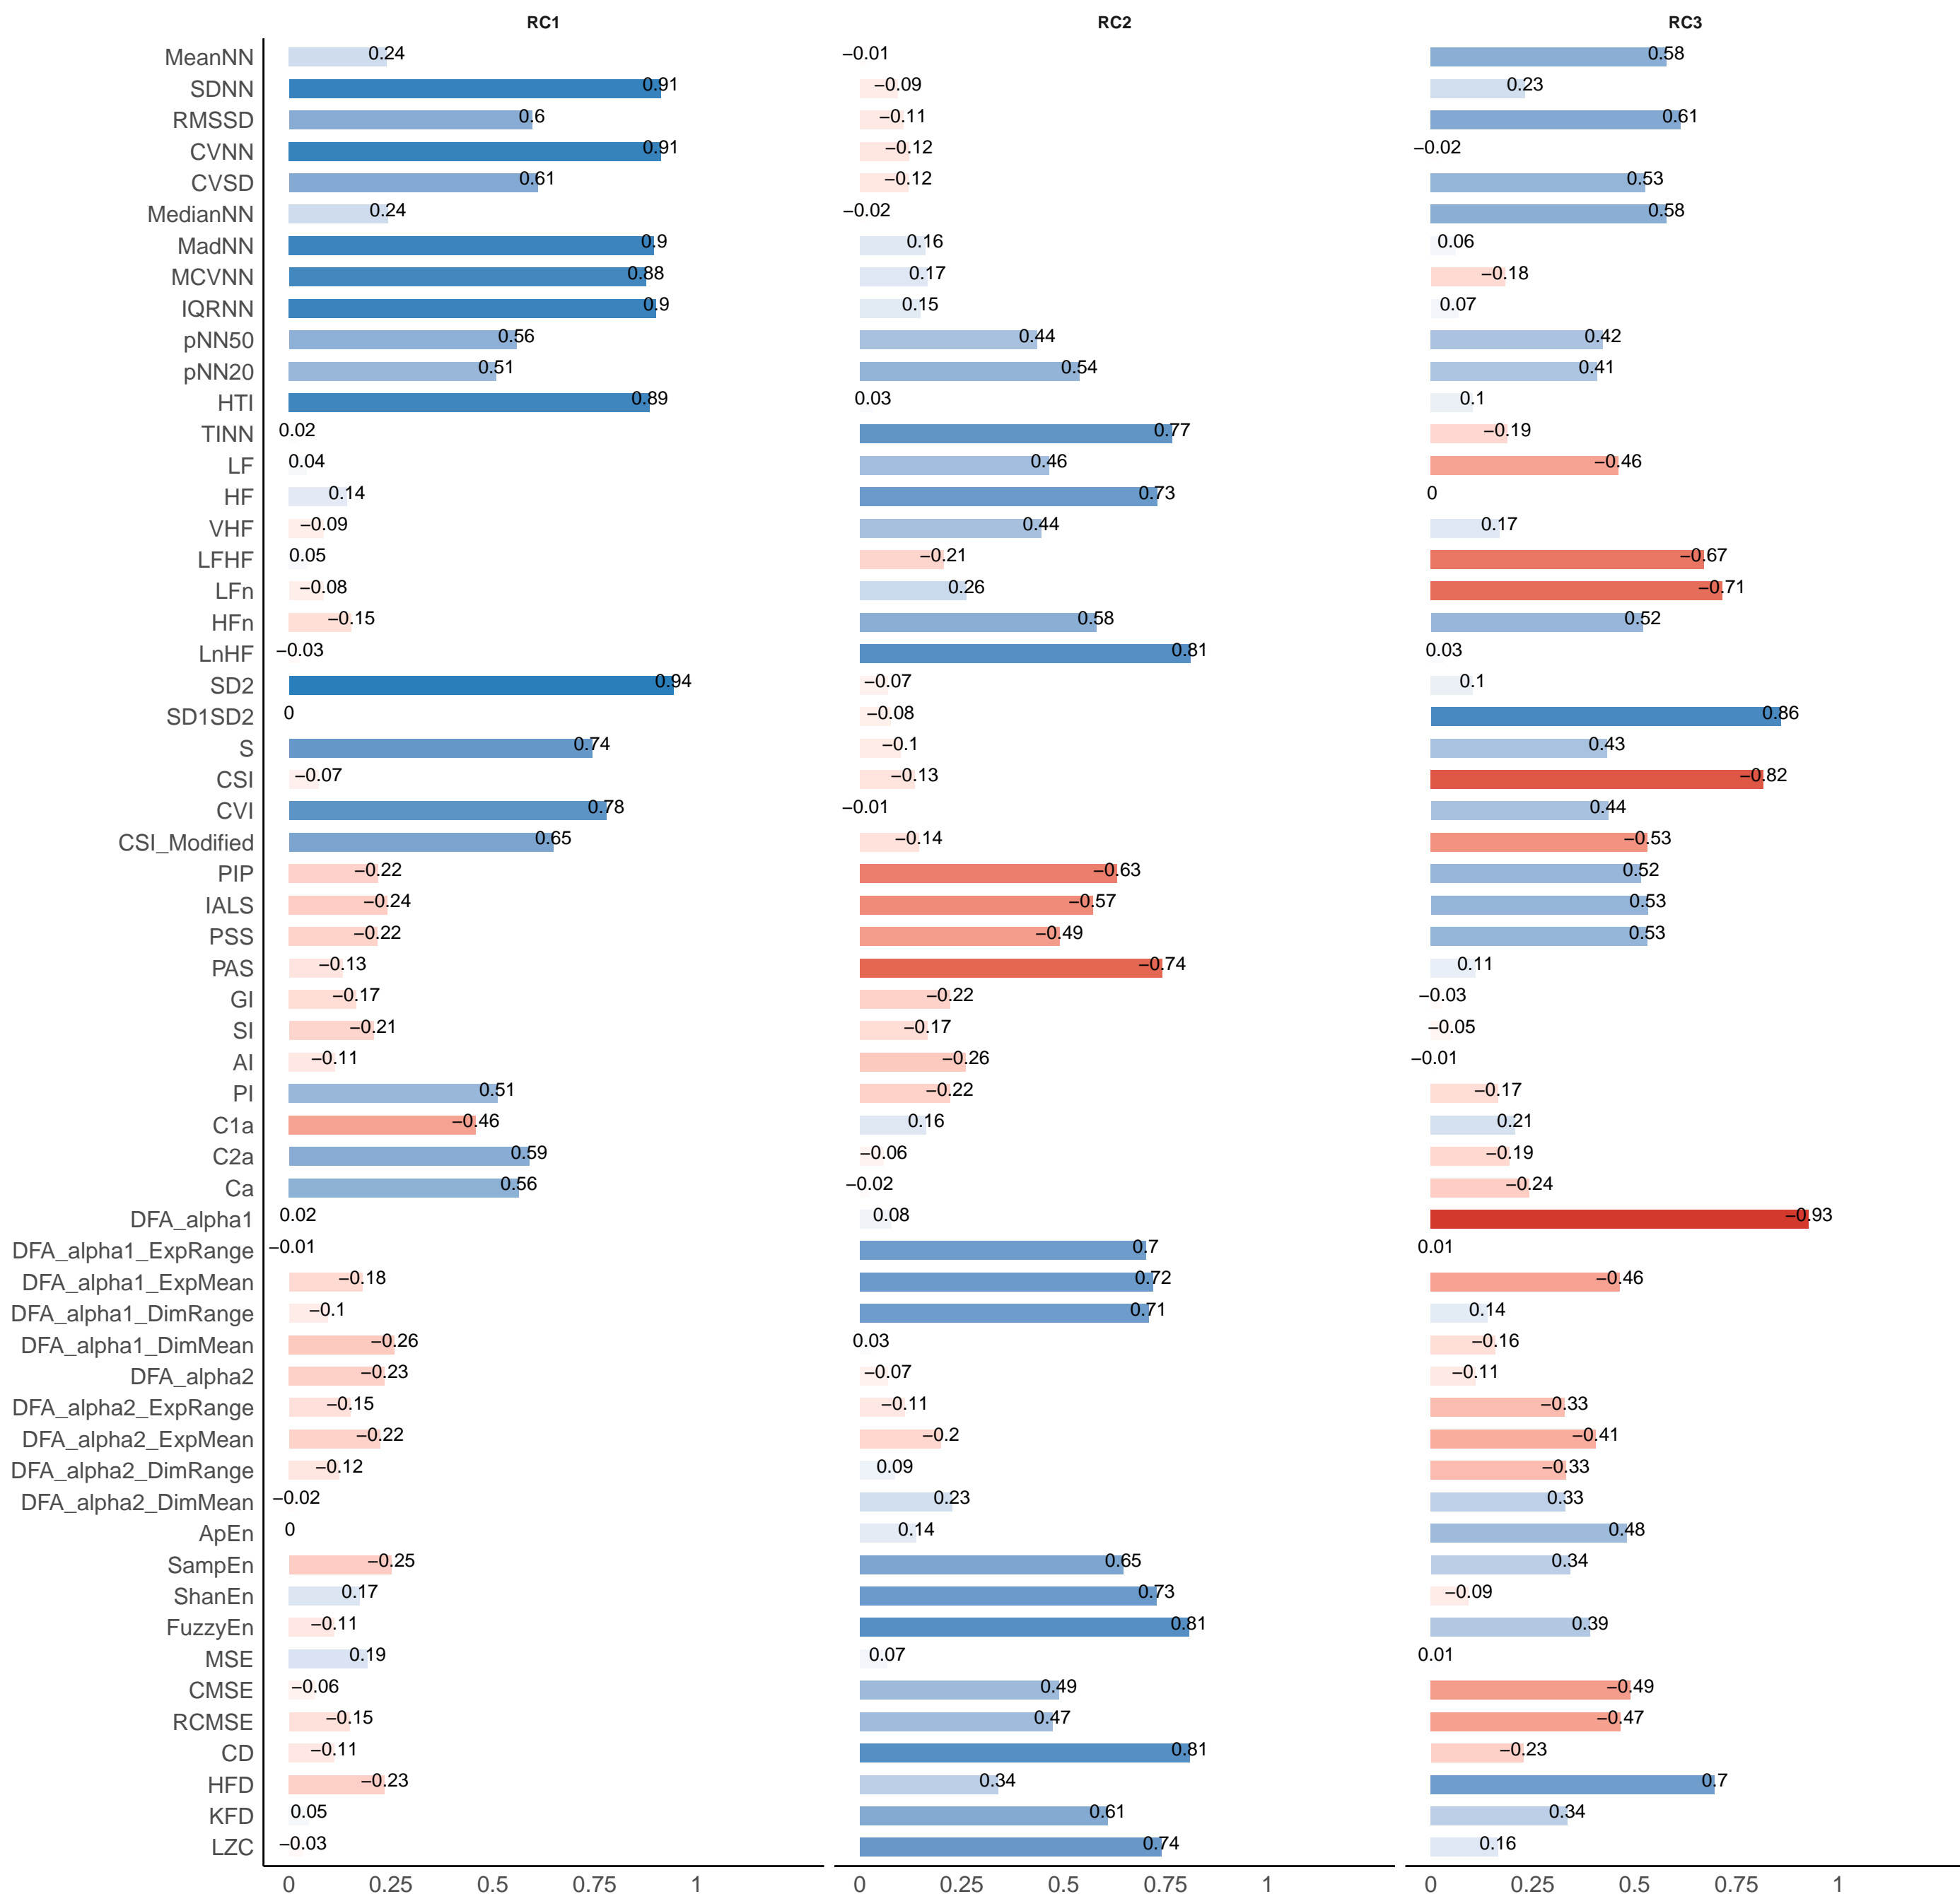 RC1 RC2 RC3
MeanNN 0.24 −0.01 0.58
SDNN 0.91 −0.09 0.23
RMSSD 0.6 −0.11 0.61
CVNN 0.91 −0.12 −0.02
CVSD 0.61 −0.12 0.53
MedianNN 0.24 −0.02 0.58
MadNN 0.9 0.16 0.06
MCVNN 0.88 0.17 −0.18
IQRNN 0.9 0.15 0.07
pNN50 0.56 0.44 0.42
pNN20 0.51 0.54 0.41
HTI 0.89 0.03 0.1
TINN 0.02 0.77 −0.19
LF 0.04 0.46 −0.46
HF 0.14 0.73 0
VHF −0.09 0.44 0.17
LFHF 0.05 −0.21 −0.67
LFn −0.08 0.26 −0.71
HFn −0.15 0.58 0.52
LnHF −0.03 0.81 0.03
SD2 0.94 −0.07 0.1
SD1SD2 0 −0.08 0.86
S 0.74 −0.1 0.43
CSI −0.07 −0.13 −0.82
CVI 0.78 −0.01 0.44
CSI_Modified 0.65 −0.14 −0.53
PIP −0.22 −0.63 0.52
IALS −0.24 −0.57 0.53
PSS −0.22 −0.49 0.53
PAS −0.13 −0.74 0.11
GI −0.17 −0.22 −0.03
SI −0.21 −0.17 −0.05
AI −0.11 −0.26 −0.01
PI 0.51 −0.22 −0.17
C1a −0.46 0.16 0.21
C2a 0.59 −0.06 −0.19
Ca 0.56 −0.02 −0.24
DFA_alpha1 0.02 0.08 −0.93
DFA_alpha1_ExpRange −0.01 0.7 0.01
DFA_alpha1_ExpMean −0.18 0.72 −0.46
DFA_alpha1_DimRange −0.1 0.71 0.14
DFA_alpha1_DimMean −0.26 0.03 −0.16
DFA_alpha2 −0.23 −0.07 −0.11
DFA_alpha2_ExpRange −0.15 −0.11 −0.33
DFA_alpha2_ExpMean −0.22 −0.2 −0.41
DFA_alpha2_DimRange −0.12 0.09 −0.33
DFA_alpha2_DimMean −0.02 0.23 0.33
ApEn 0 0.14 0.48
SampEn −0.25 0.65 0.34
ShanEn 0.17 0.73 −0.09
FuzzyEn −0.11 0.81 0.39
MSE 0.19 0.07 0.01
CMSE −0.06 0.49 −0.49
RCMSE −0.15 0.47 −0.47
CD −0.11 0.81 −0.23
HFD −0.23 0.34 0.7
KFD 0.05 0.61 0.34
LZC −0.03 0.74 0.16
0 0.25 0.5 0.75 1 0 0.25 0.5 0.75 1 0 0.25 0.5 0.75 1